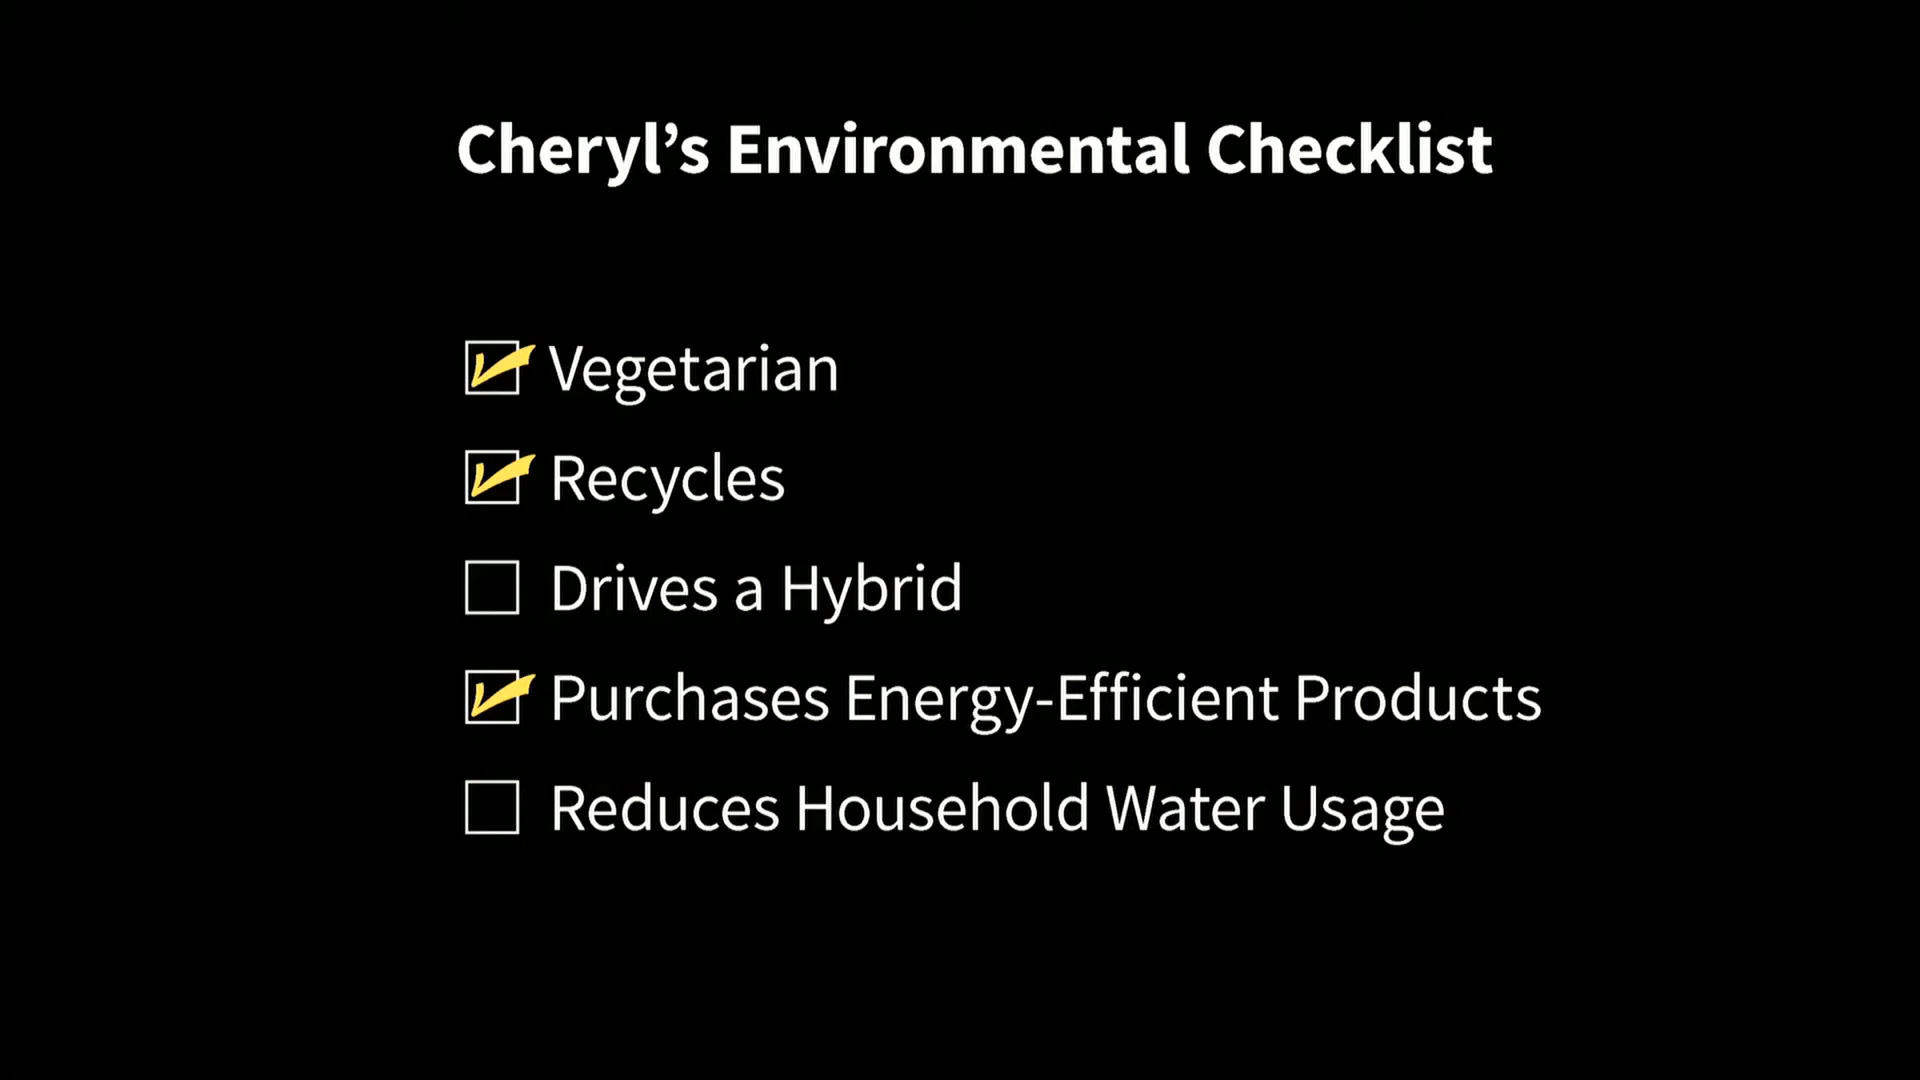 Cheryl’s Environmental Checklist
Vegetarian
Recycles
Drives a Hybrid
Purchases Energy-Efficient Products
Reduces Household Water Usage